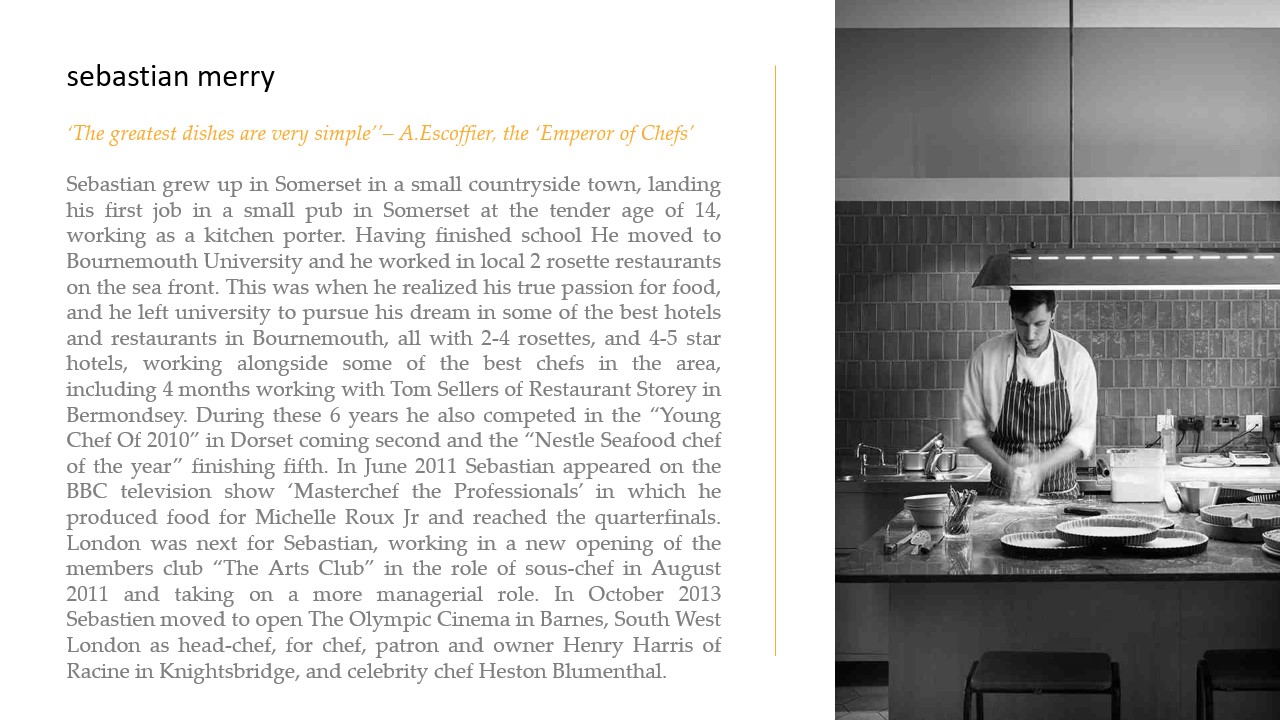 sebastian merry
‘The greatest dishes are very simple’’– A.Escoffier, the ‘Emperor of Chefs’
Sebastian grew up in Somerset in a small countryside town, landing
his first job in a small pub in Somerset at the tender age of 14,
working as a kitchen porter. Having finished school He moved to
Bournemouth University and he worked in local 2 rosette restaurants
on the sea front. This was when he realized his true passion for food,
and he left university to pursue his dream in some of the best hotels
and restaurants in Bournemouth, all with 2-4 rosettes, and 4-5 star
hotels, working alongside some of the best chefs in the area,
including 4 months working with Tom Sellers of Restaurant Storey in
Bermondsey. During these 6 years he also competed in the “Young
Chef Of 2010” in Dorset coming second and the “Nestle Seafood chef
of the year” finishing fifth. In June 2011 Sebastian appeared on the
BBC television show ‘Masterchef the Professionals’ in which he
produced food for Michelle Roux Jr and reached the quarterfinals.
London was next for Sebastian, working in a new opening of the
members club “The Arts Club” in the role of sous-chef in August
2011 and taking on a more managerial role. In October 2013
Sebastien moved to open The Olympic Cinema in Barnes, South West
London as head-chef, for chef, patron and owner Henry Harris of
Racine in Knightsbridge, and celebrity chef Heston Blumenthal.